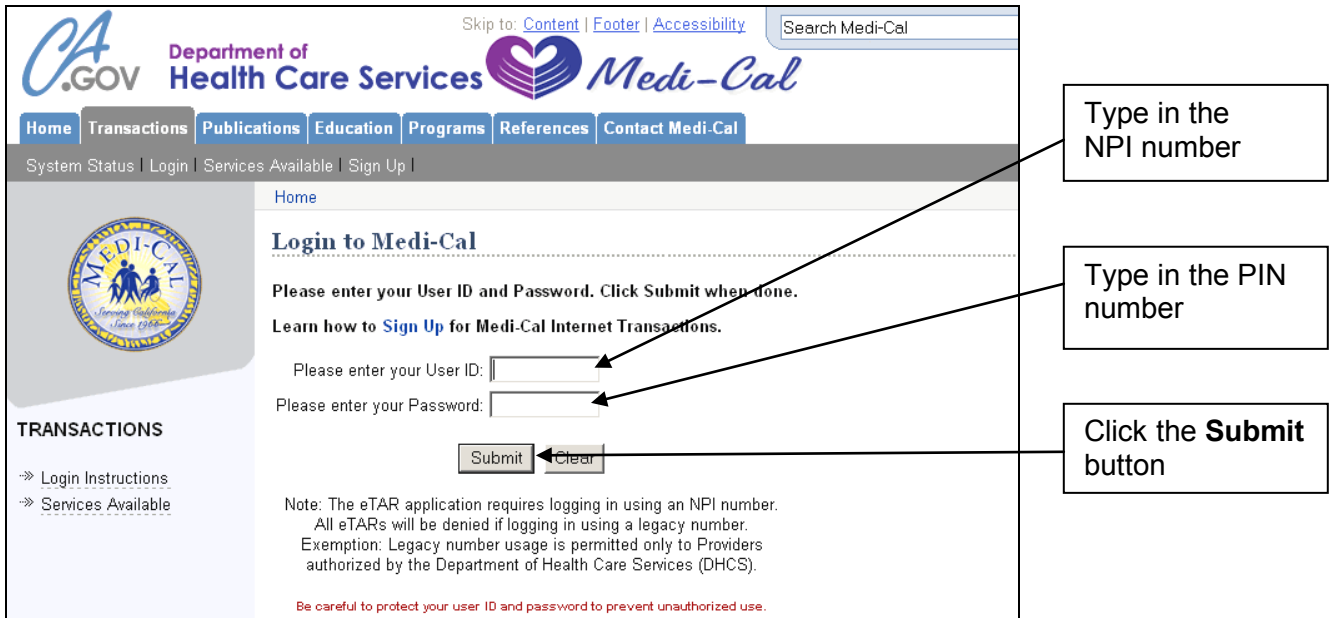 Skip to: Content | Footer | Accessibility
Search Medi-Cal
CA.GOV
Department of
Health Care Services
Medi-Cal
Home Transactions Publications Education Programs References Contact Medi-Cal
System Status | Login | Services Available | Sign Up |
MEDI-CAL
Serving California
Since 1966
TRANSACTIONS
Login Instructions
Services Available
Home
Login to Medi-Cal
Please enter your User ID and Password. Click Submit when done.
Learn how to Sign Up for Medi-Cal Internet Transactions.
Please enter your User ID:
Please enter your Password:
Submit Clear
Note: The eTAR application requires logging in using an NPI number.
All eTARs will be denied if logging in using a legacy number.
Exemption: Legacy number usage is permitted only to Providers
authorized by the Department of Health Care Services (DHCS).
Be careful to protect your user ID and password to prevent unauthorized use.
Type in the
NPI number
Type in the PIN
number
Click the Submit
button